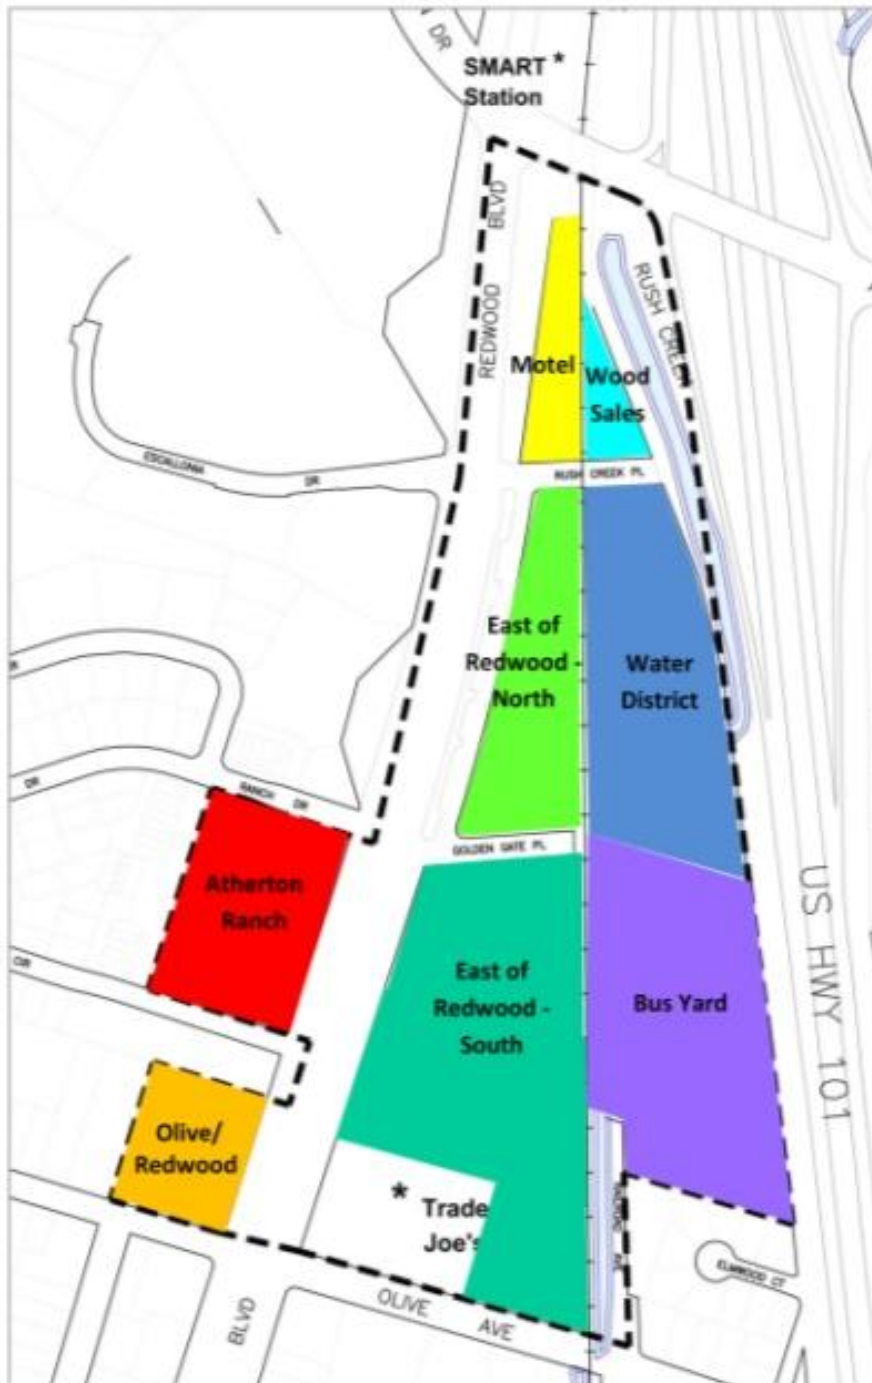 N DR
SMART *
Station
REDWOOD BLVD
RUSH CREEK
Motel
Wood
Sales
ESCALLONIA DR
RUSH CREEK PL
East of
Redwood -
North
Water
District
DR
RANCH DR
GOLDEN GATE PL
Atherton
Ranch
US HWY 101
East of
Redwood -
South
Bus Yard
DR
Olive/
Redwood
* Trader
Joe's
ELMWOOD CT
OLIVE AVE
BLVD